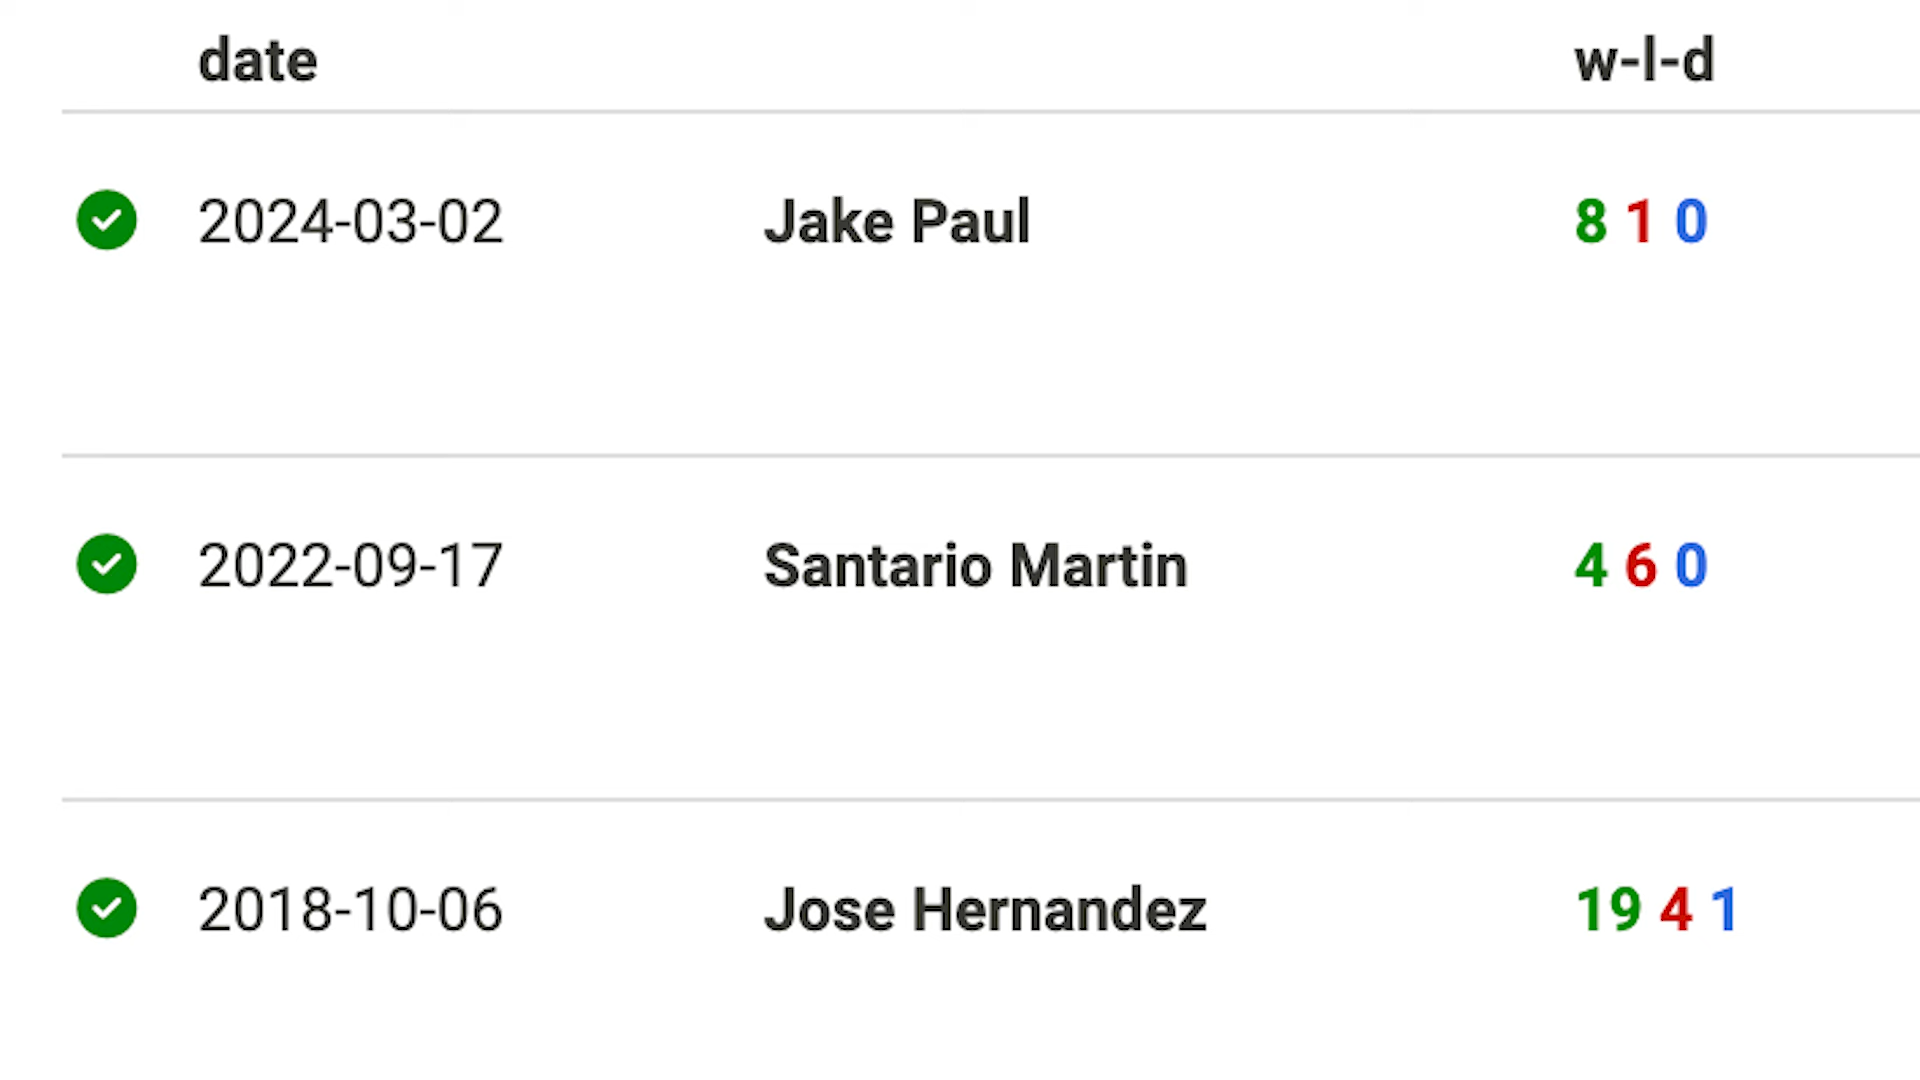 date w-l-d
2024-03-02 Jake Paul 8 1 0
2022-09-17 Santario Martin 4 6 0
2018-10-06 Jose Hernandez 19 4 1